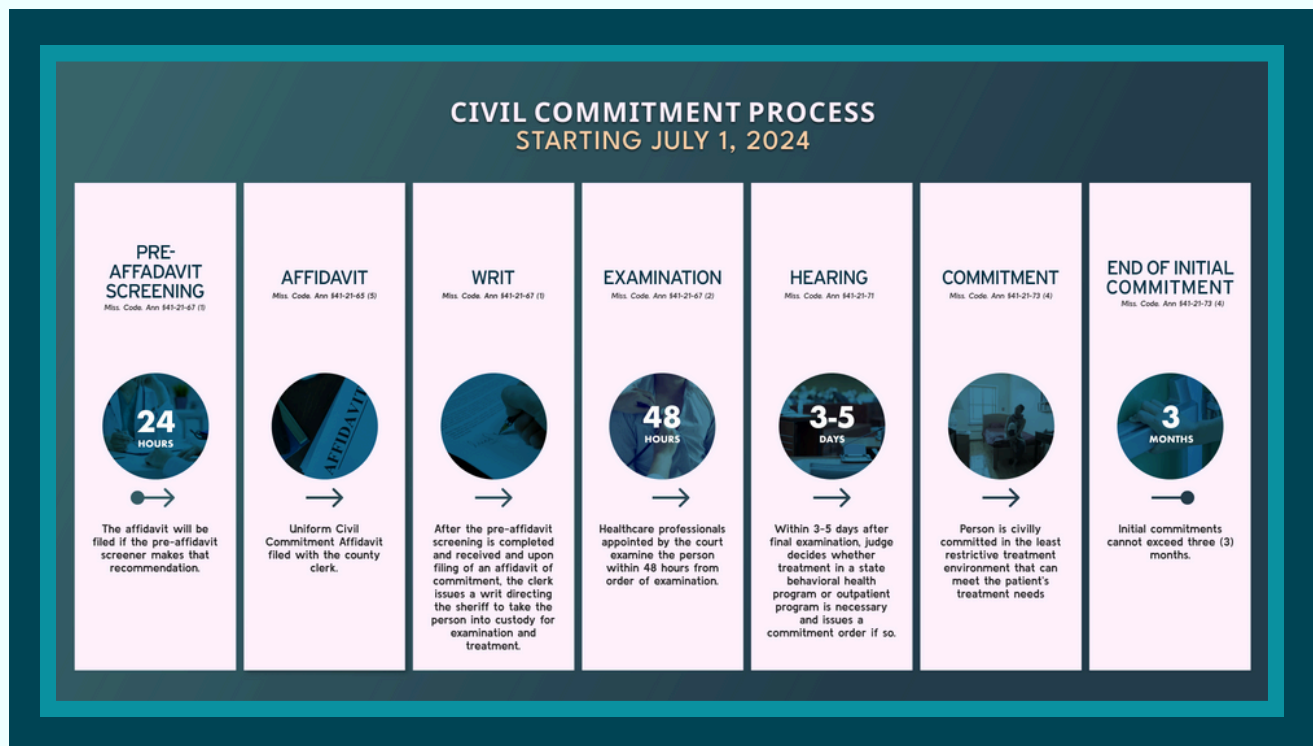 CIVIL COMMITMENT PROCESS
STARTING JULY 1, 2024
PRE-
AFFADAVIT
SCREENING
Miss. Code. Ann §41-21-67 (1)
24
HOURS
The affidavit will be
filed if the pre-affidavit
screener makes that
recommendation.
AFFIDAVIT
Miss. Code. Ann §41-21-65 (5)
AFFIDAVIT
Uniform Civil
Commitment Affidavit
filed with the county
clerk.
WRIT
Miss. Code. Ann §41-21-67 (1)
After the pre-affidavit
screening is completed
and received and upon
filing of an affidavit of
commitment, the clerk
issues a writ directing
the sheriff to take the
person into custody for
examination and
treatment.
EXAMINATION
Miss. Code. Ann §41-21-67 (2)
48
HOURS
Healthcare professionals
appointed by the court
examine the person
within 48 hours from
order of examination.
HEARING
Miss. Code. Ann §41-21-71
3-5
DAYS
Within 3-5 days after
final examination, judge
decides whether
treatment in a state
behavioral health
program or outpatient
program is necessary
and issues a
commitment order if so.
COMMITMENT
Miss. Code. Ann §41-21-73 (4)
Person is civilly
committed in the least
restrictive treatment
environment that can
meet the patient's
treatment needs
END OF INITIAL
COMMITMENT
Miss. Code. Ann §41-21-73 (4)
3
MONTHS
Initial commitments
cannot exceed three (3)
months.